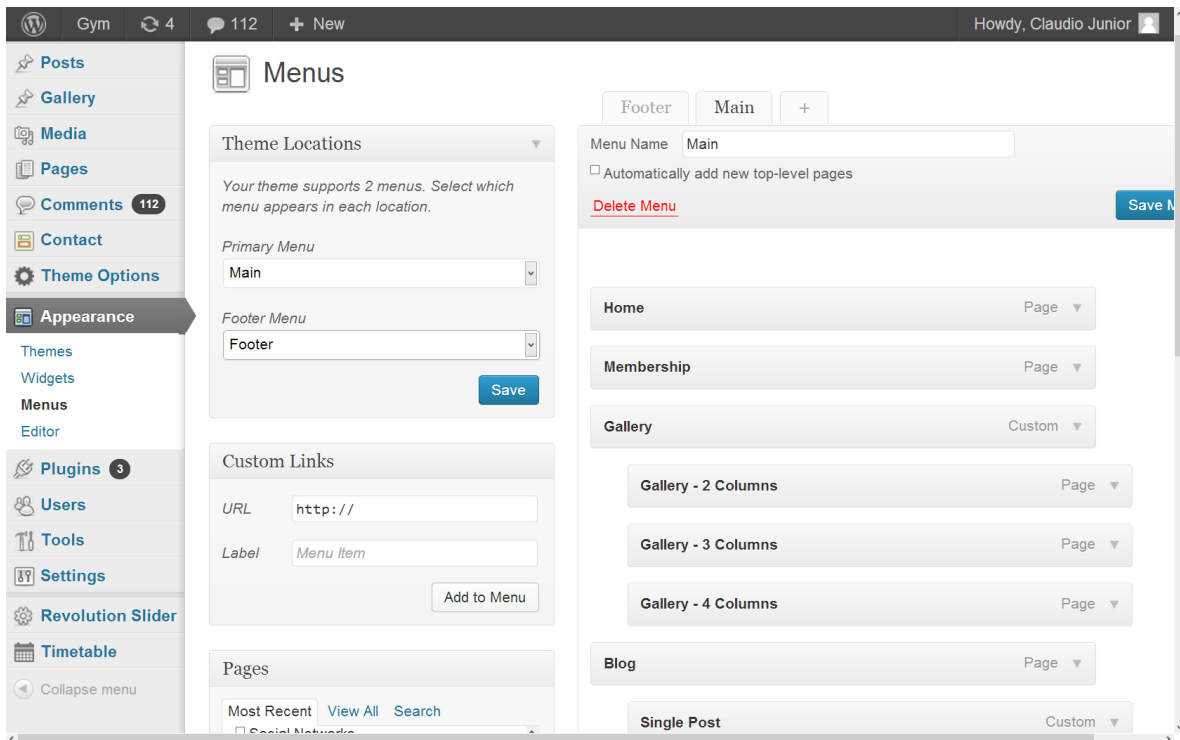 Gym 4 112 New Howdy, Claudio Junior
Posts
Gallery
Media
Pages
Comments 112
Contact
Theme Options
Appearance
Themes
Widgets
Menus
Editor
Plugins 3
Users
Tools
Settings
Revolution Slider
Timetable
Collapse menu
Menus
Theme Locations
Your theme supports 2 menus. Select which
menu appears in each location.
Primary Menu
Main
Footer Menu
Footer
Save
Custom Links
URL http://
Label Menu Item
Add to Menu
Pages
Most Recent View All Search
Social Networks
Footer Main +
Menu Name Main
Automatically add new top-level pages
Delete Menu Save M
Home Page
Membership Page
Gallery Custom
Gallery - 2 Columns Page
Gallery - 3 Columns Page
Gallery - 4 Columns Page
Blog Page
Single Post Custom